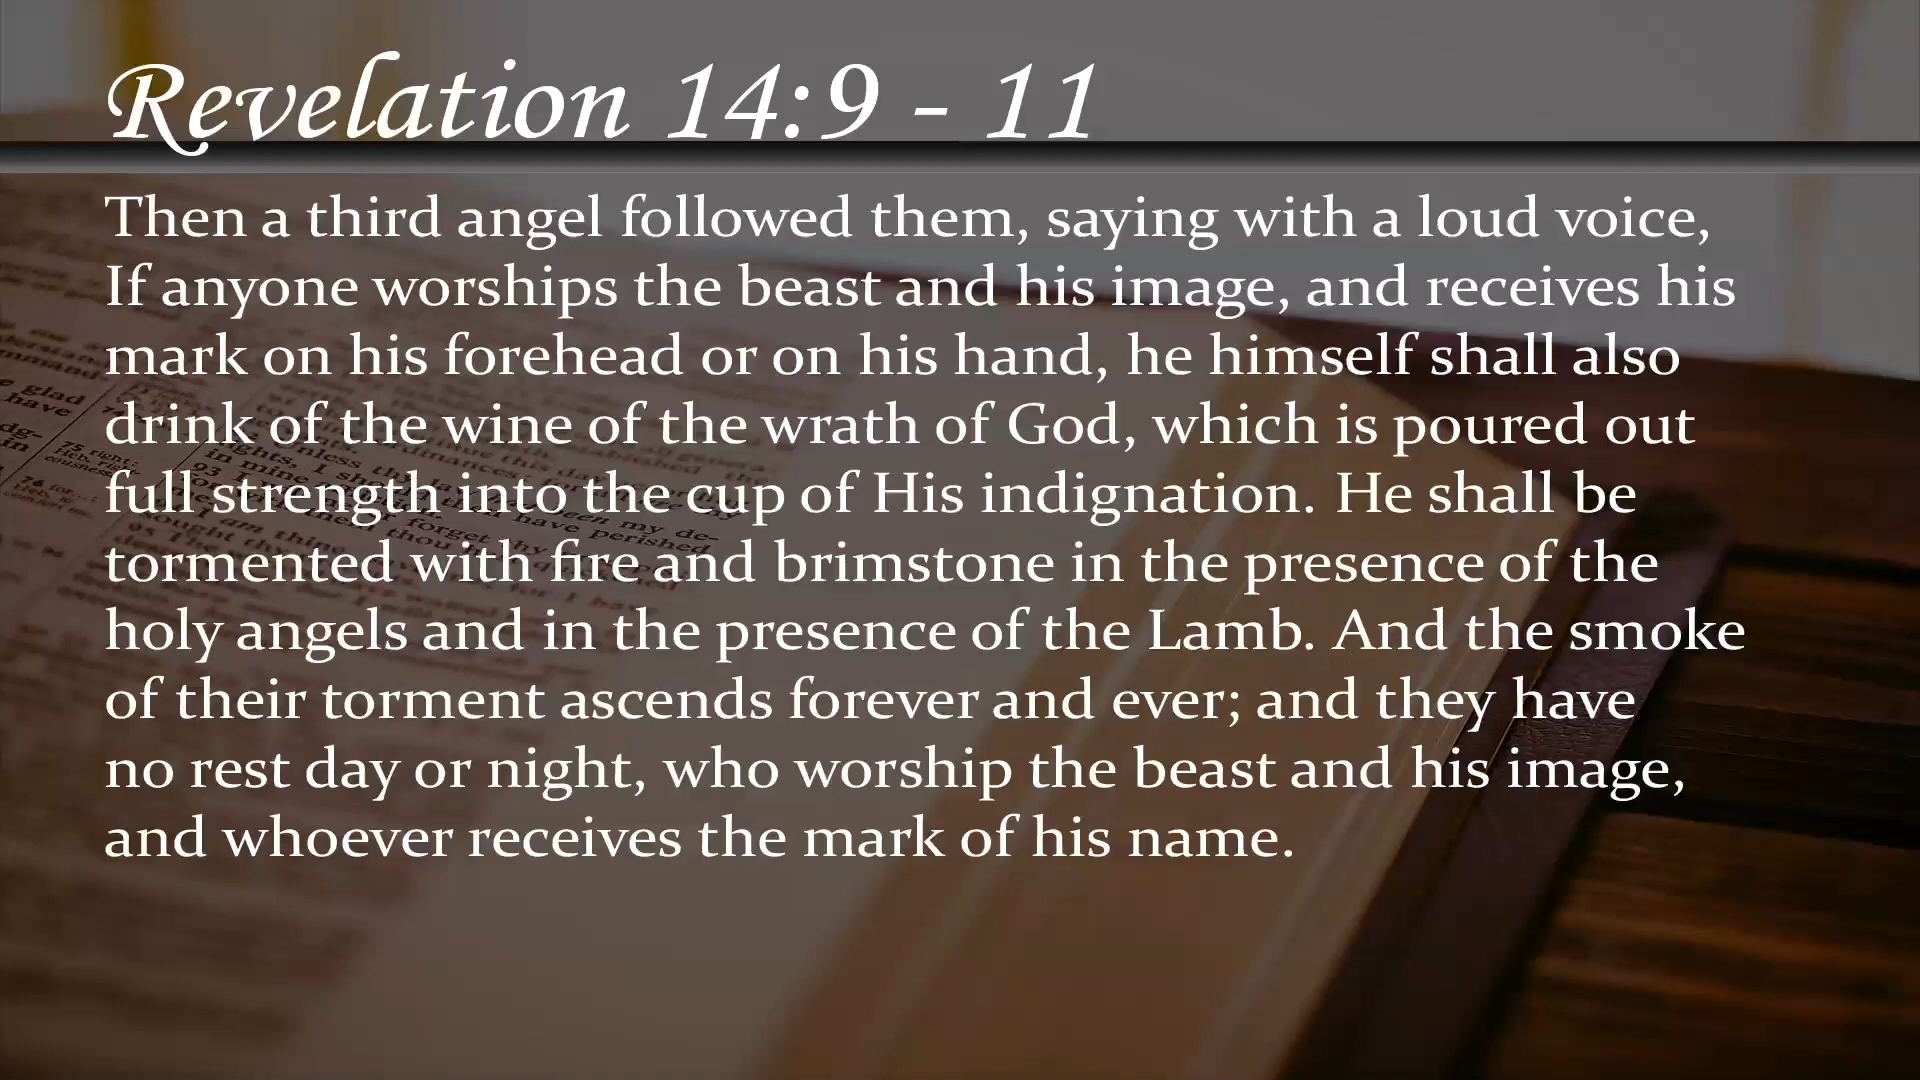 Revelation 14:9 - 11
Then a third angel followed them, saying with a loud voice,
If anyone worships the beast and his image, and receives his
mark on his forehead or on his hand, he himself shall also
drink of the wine of the wrath of God, which is poured out
full strength into the cup of His indignation. He shall be
tormented with fire and brimstone in the presence of the
holy angels and in the presence of the Lamb. And the smoke
of their torment ascends forever and ever; and they have
no rest day or night, who worship the beast and his image,
and whoever receives the mark of his name.